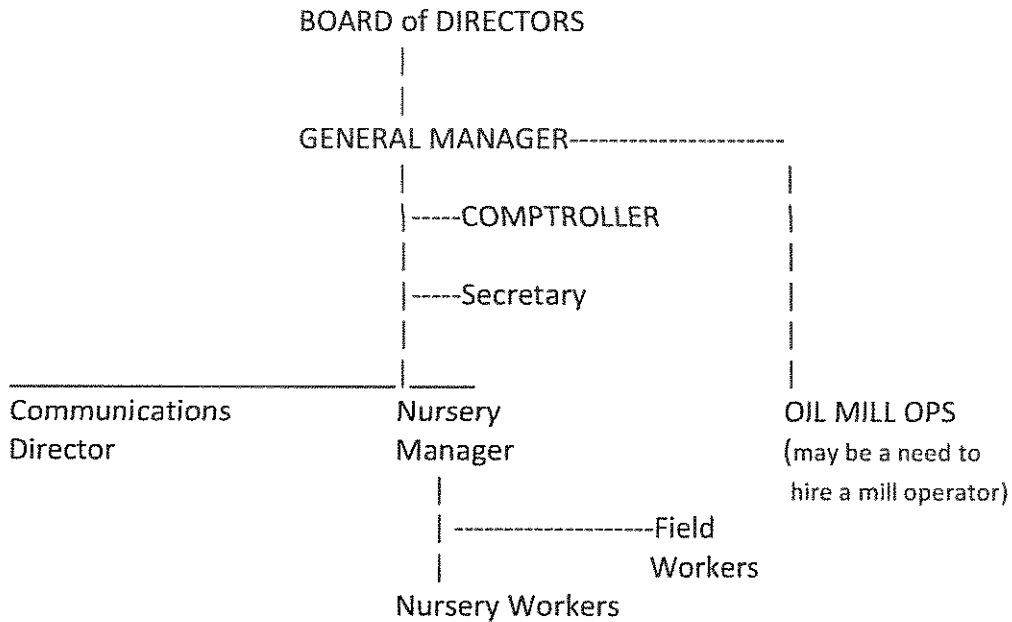 BOARD of DIRECTORS
GENERAL MANAGER
COMPTROLLER
Secretary
Communications
Director
Nursery
Manager
OIL MILL OPS
(may be a need to
hire a mill operator)
Field
Workers
Nursery Workers